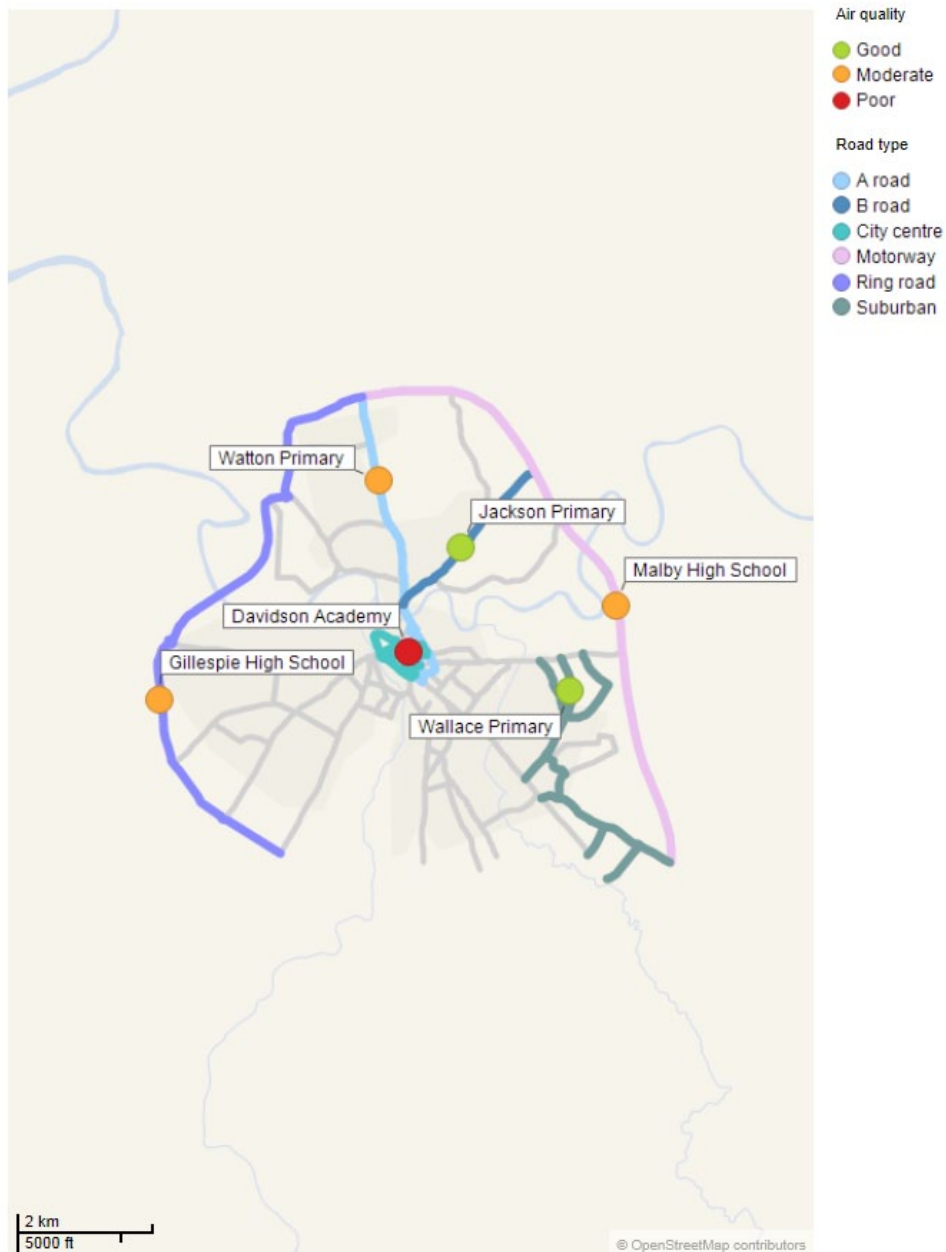 Air quality
Good
Moderate
Poor
Road type
A road
B road
City centre
Motorway
Ring road
Suburban
Watton Primary
Jackson Primary
Malby High School
Davidson Academy
Gillespie High School
Wallace Primary
2 km
5000 ft
© OpenStreetMap contributors